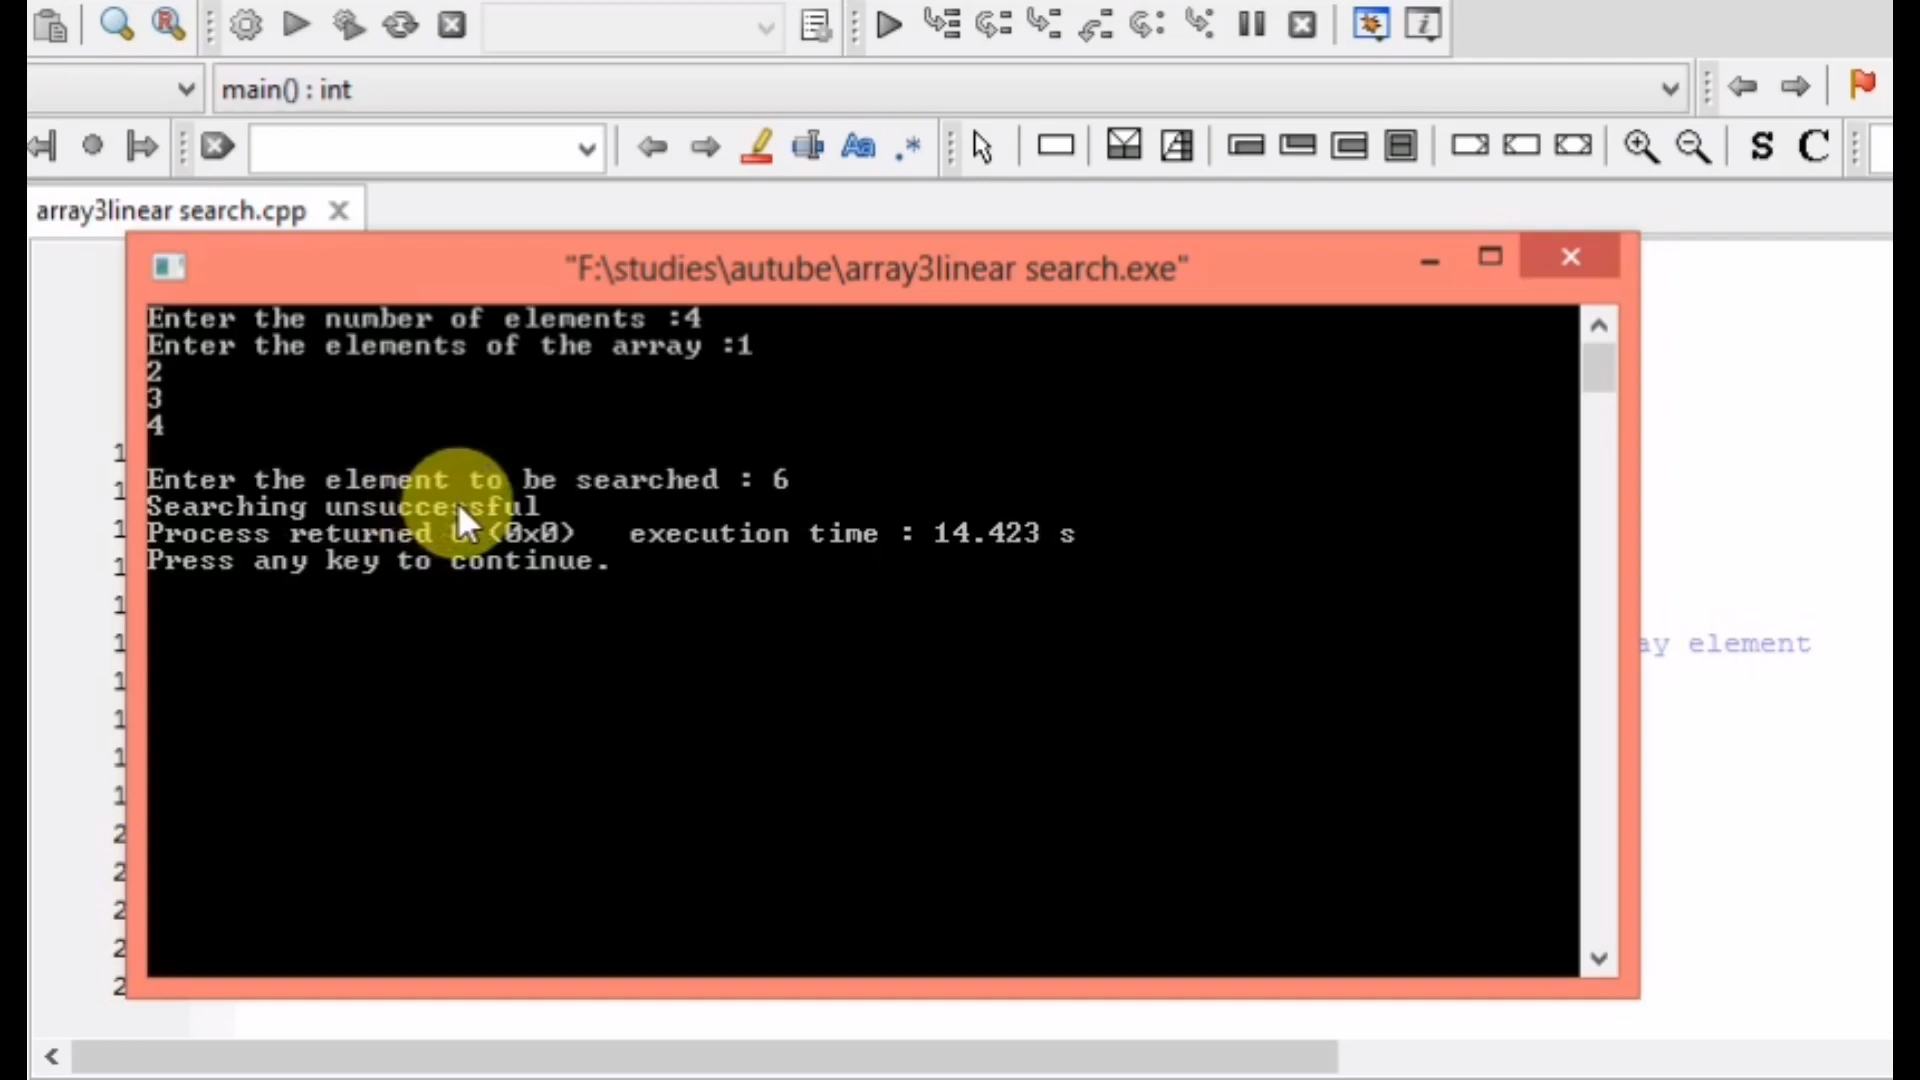 main() : int
Aa
.*
S
C
array3linear search.cpp
"F:\studies\autube\array3linear search.exe"
Enter the number of elements :4
Enter the elements of the array :1
2
3
4
Enter the element to be searched : 6
Searching unsuccessful
Process returned (0x0)   execution time : 14.423 s
Press any key to continue.
ay element